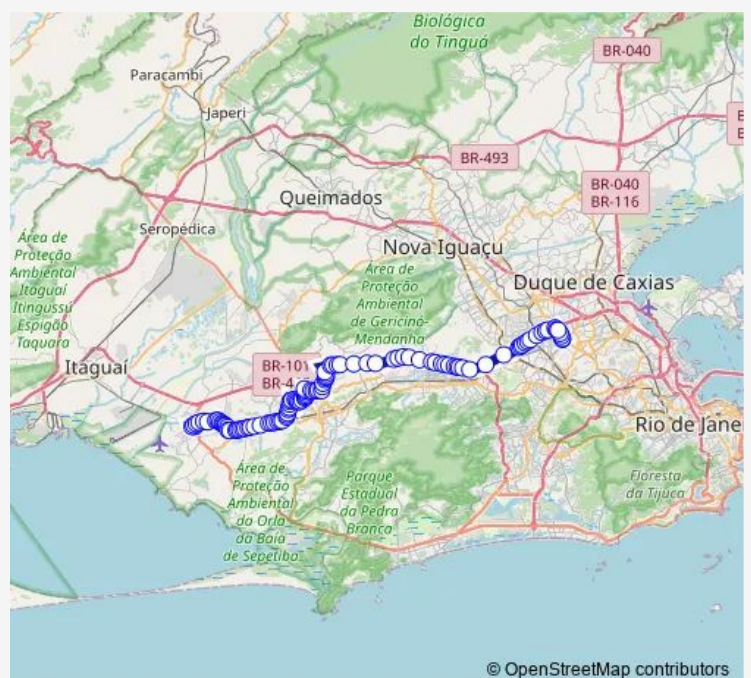 Biológica
do Tinguá
BR-040
Paracambi
Japeri
BR-493
BR-040
BR-116
Queimados
Seropédica
Nova Iguaçu
Área de
Proteção
Ambiental
Itaguaí
Itingussú
Espigão
Taquara
Área de
Proteção
Ambiental
de Gericinó-
Mendanha
Duque de Caxias
Itaguaí
BR-101
BR-4
Rio de Janei
Área de
Proteção
Ambiental
da Orla
da Baía
de Sepetiba
Parque
Estadual
da Pedra
Branca
Floresta
da Tijuca
© OpenStreetMap contributors